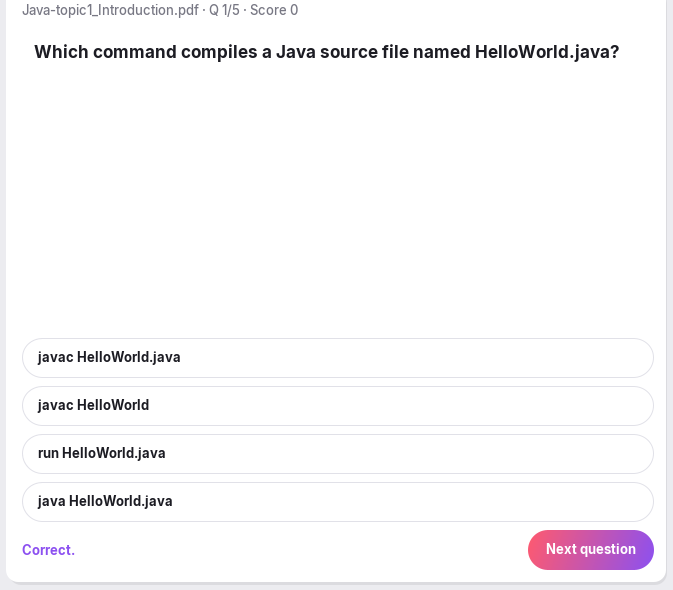 Java-topic1_Introduction.pdf · Q 1/5 · Score 0
Which command compiles a Java source file named HelloWorld.java?
javac HelloWorld.java
javac HelloWorld
run HelloWorld.java
java HelloWorld.java
Correct.
Next question